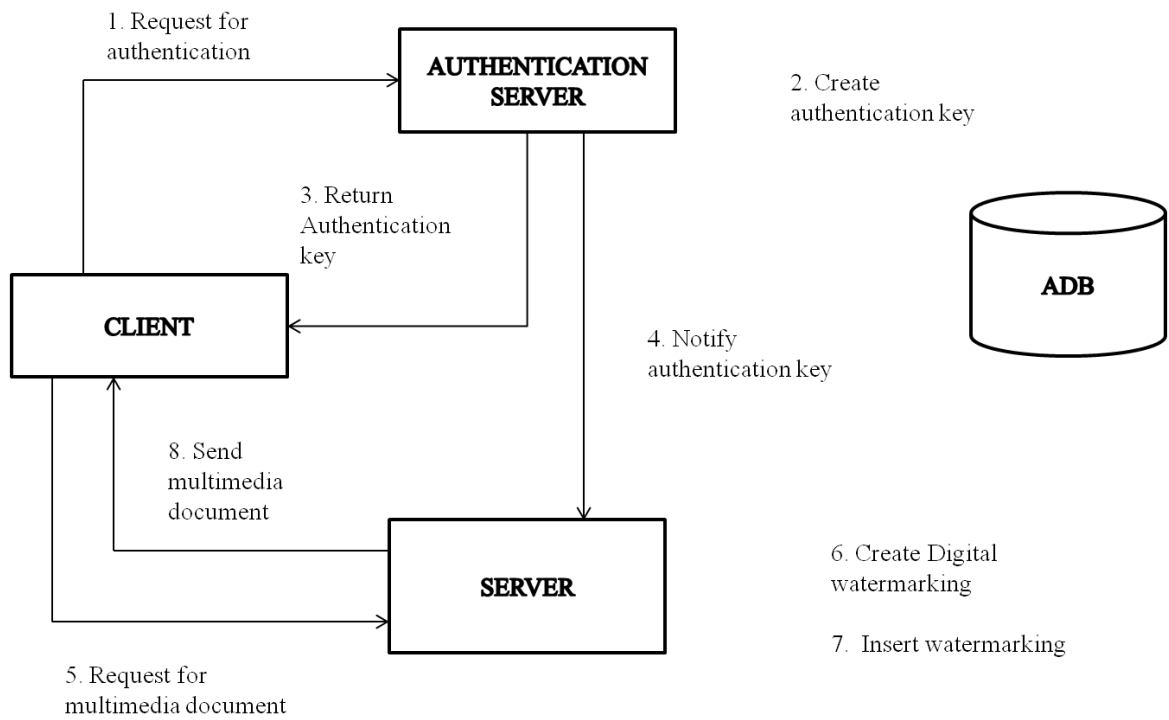 1. Request for
authentication
AUTHENTICATION
SERVER
2. Create
authentication key
3. Return
Authentication
key
ADB
CLIENT
4. Notify
authentication key
8. Send
multimedia
document
SERVER
6. Create Digital
watermarking
7. Insert watermarking
5. Request for
multimedia document